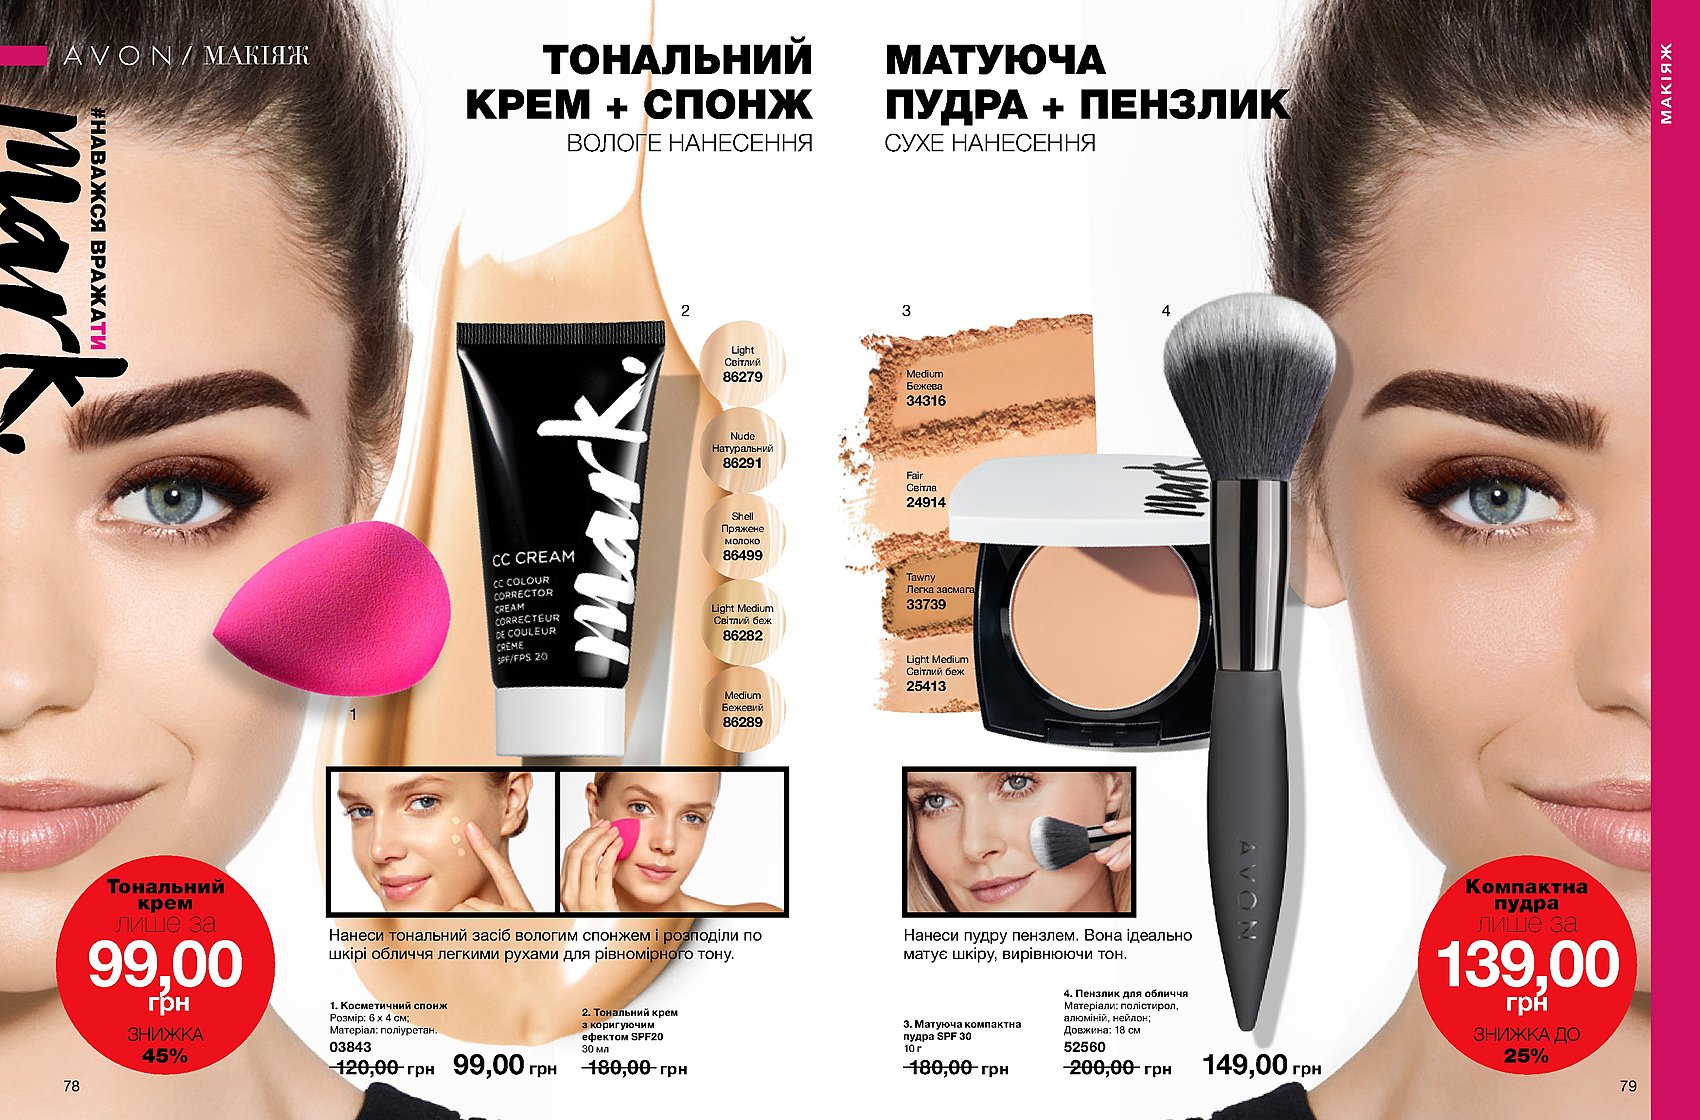 AVON / МАКІЯЖ
mark.
#НАВАЖСЯ ВРАЖАТИ
ТОНАЛЬНИЙ
КРЕМ + СПОНЖ
ВОЛОГЕ НАНЕСЕННЯ
2
Light
Світлий
86279
Nude
Натуральний
86291
Shell
Пряжене
молоко
86499
Light Medium
Світлий беж
86282
Medium
Бежевий
86289
mark.
CC CREAM
CC COLOUR
CORRECTOR
CREAM
CORRECTEUR
DE COULEUR
CRÈME
SPF/FPS 20
1
Нанеси тональний засіб вологим спонжем і розподіли по
шкірі обличчя легкими рухами для рівномірного тону.
Тональний
крем
лише за
99,00
грн
ЗНИЖКА
45%
1. Косметичний спонж
Розмір: 6 х 4 см;
Матеріал: поліуретан.
03843
120,00 грн 99,00 грн
2. Тональний крем
з коригуючим
ефектом SPF20
30 мл
180,00 грн
78
МАТУЮЧА
ПУДРА + ПЕНЗЛИК
СУХЕ НАНЕСЕННЯ
МАКІЯЖ
3
4
Medium
Бежева
34316
Fair
Світла
24914
Tawny
Легка засмага
33739
Light Medium
Світлий беж
25413
mark.
AVON
Нанеси пудру пензлем. Вона ідеально
матує шкіру, вирівнюючи тон.
3. Матуюча компактна
пудра SPF 30
10 г
180,00 грн
4. Пензлик для обличчя
Матеріали: полістирол,
алюміній, нейлон;
Довжина: 18 см
52560
200,00 грн 149,00 грн
Компактна
пудра
лише за
139,00
грн
ЗНИЖКА ДО
25%
79